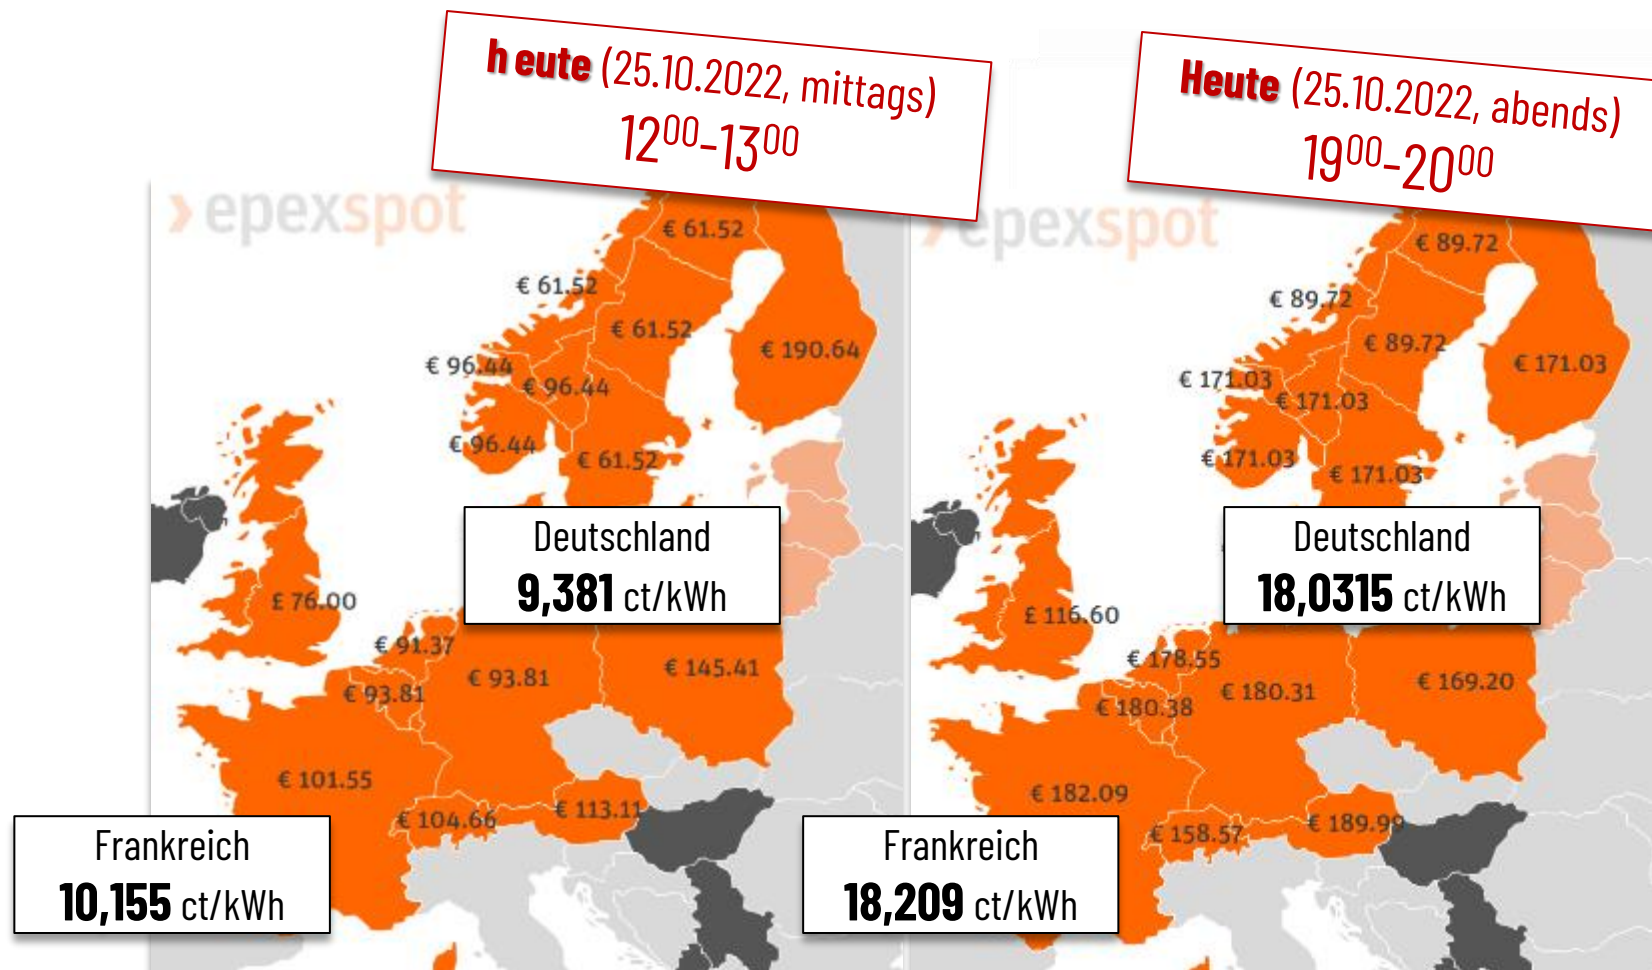 h eute (25.10.2022, mittags)
12⁰⁰-13⁰⁰
epexspot
€ 61.52
€ 61.52
€ 61.52
€ 190.64
€ 96.44
€ 96.44
€ 96.44
€ 61.52
Deutschland
9,381 ct/kWh
£ 76.00
€ 91.37
€ 93.81
€ 93.81
€ 145.41
€ 101.55
€ 104.66
€ 113.11
Frankreich
10,155 ct/kWh
Heute (25.10.2022, abends)
19⁰⁰-20⁰⁰
epexspot
€ 89.72
€ 89.72
€ 89.72
€ 171.03
€ 171.03
€ 171.03
€ 171.03
€ 171.03
Deutschland
18,0315 ct/kWh
£ 116.60
€ 178.55
€ 180.38
€ 180.31
€ 169.20
€ 182.09
€ 158.57
€ 189.99
Frankreich
18,209 ct/kWh